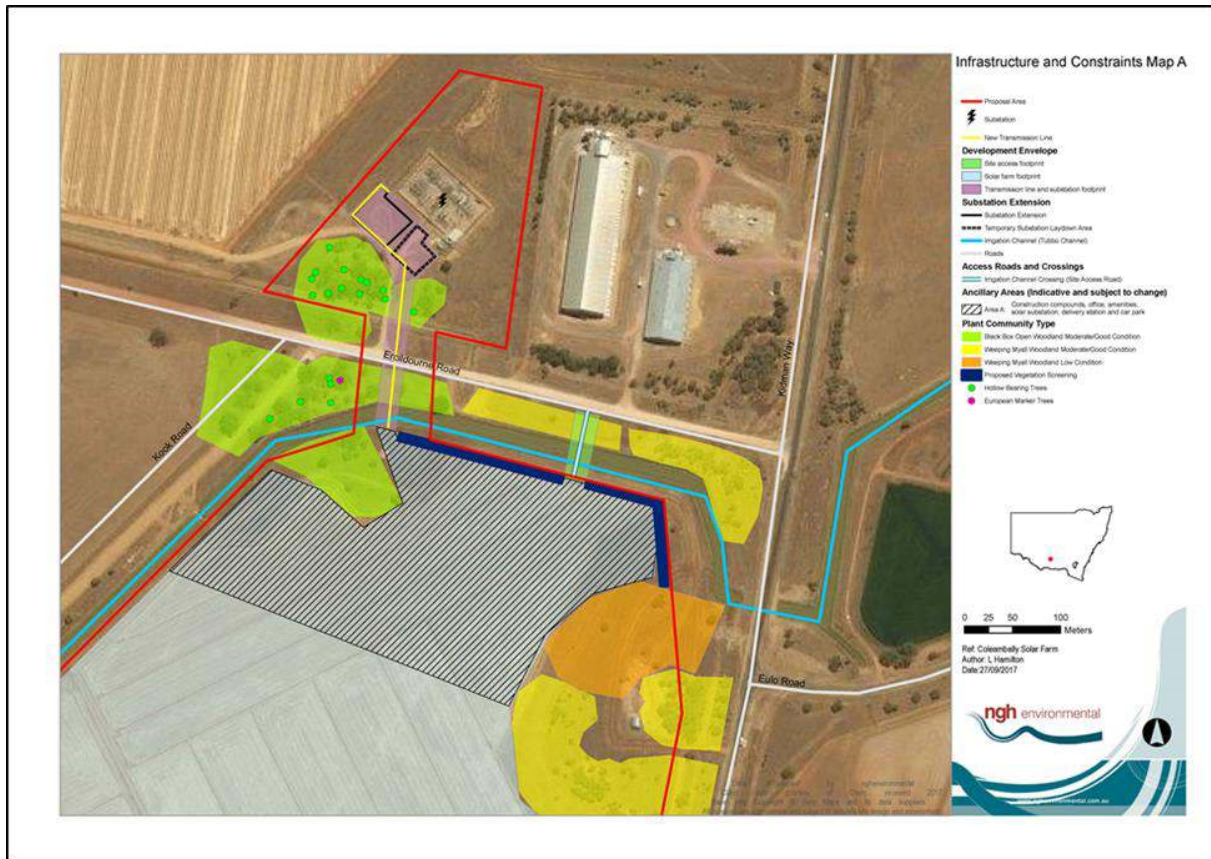 Infrastructure and Constraints Map A
Proposal Area
Substation
New Transmission Line
Development Envelope
Site access footprint
Solar farm footprint
Transmission line and substation footprint
Substation Extension
Substation Extension
Temporary Substation Laydown Area
Irrigation Channel (Tubbo Channel)
Roads
Access Roads and Crossings
Irrigation Channel Crossing (Site Access Road)
Ancillary Areas (Indicative and subject to change)
Area A: Construction compounds, office, amenities,
solar substation, delivery station and car park
Plant Community Type
Black Box Open Woodland Moderate/Good Condition
Weeping Myall Woodland Moderate/Good Condition
Weeping Myall Woodland Low Condition
Proposed Vegetation Screening
Hollow Bearing Trees
European Marker Trees
Ercildourne Road
Kook Road
Kidman Way
Eulo Road
0 25 50 100
Meters
Ref: Coleambally Solar Farm
Author: L Hamilton
Date:27/09/2017
ngh environmental
www.nghenvironmental.com.au